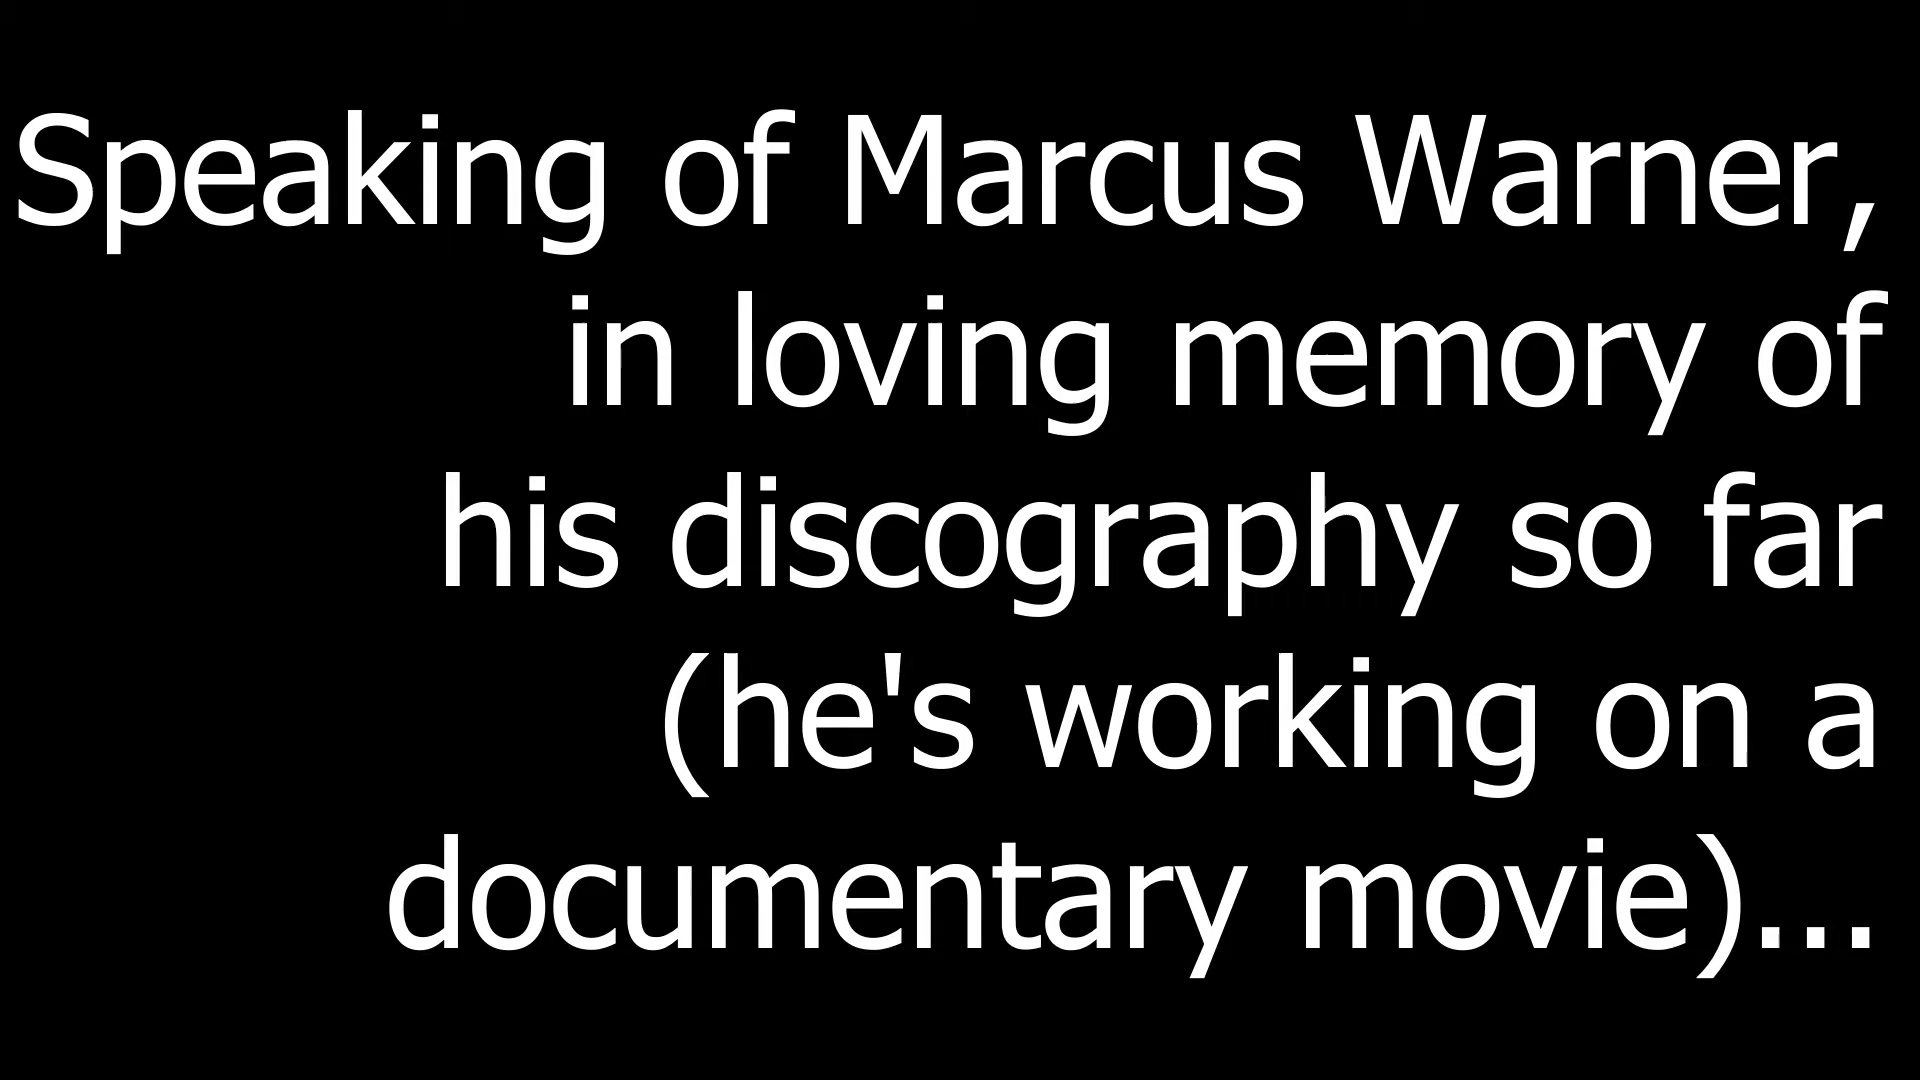 Speaking of Marcus Warner,
in loving memory of
his discography so far
(he's working on a
documentary movie)...